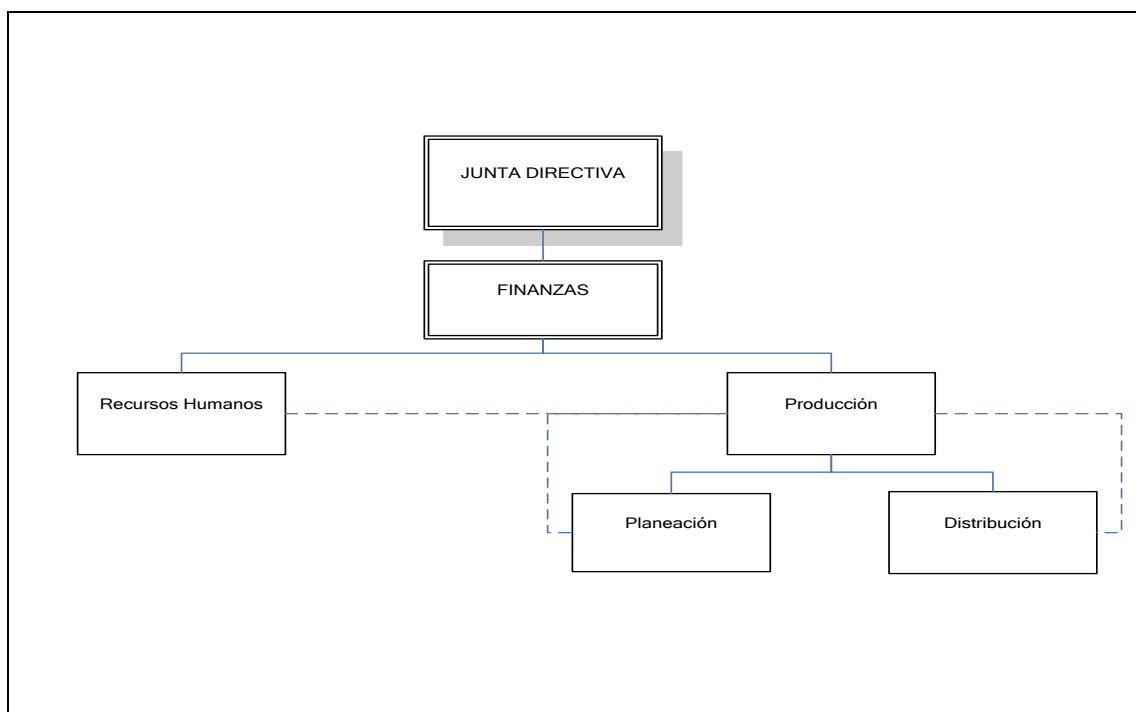 JUNTA DIRECTIVA
FINANZAS
Recursos Humanos
Producción
Planeación
Distribución